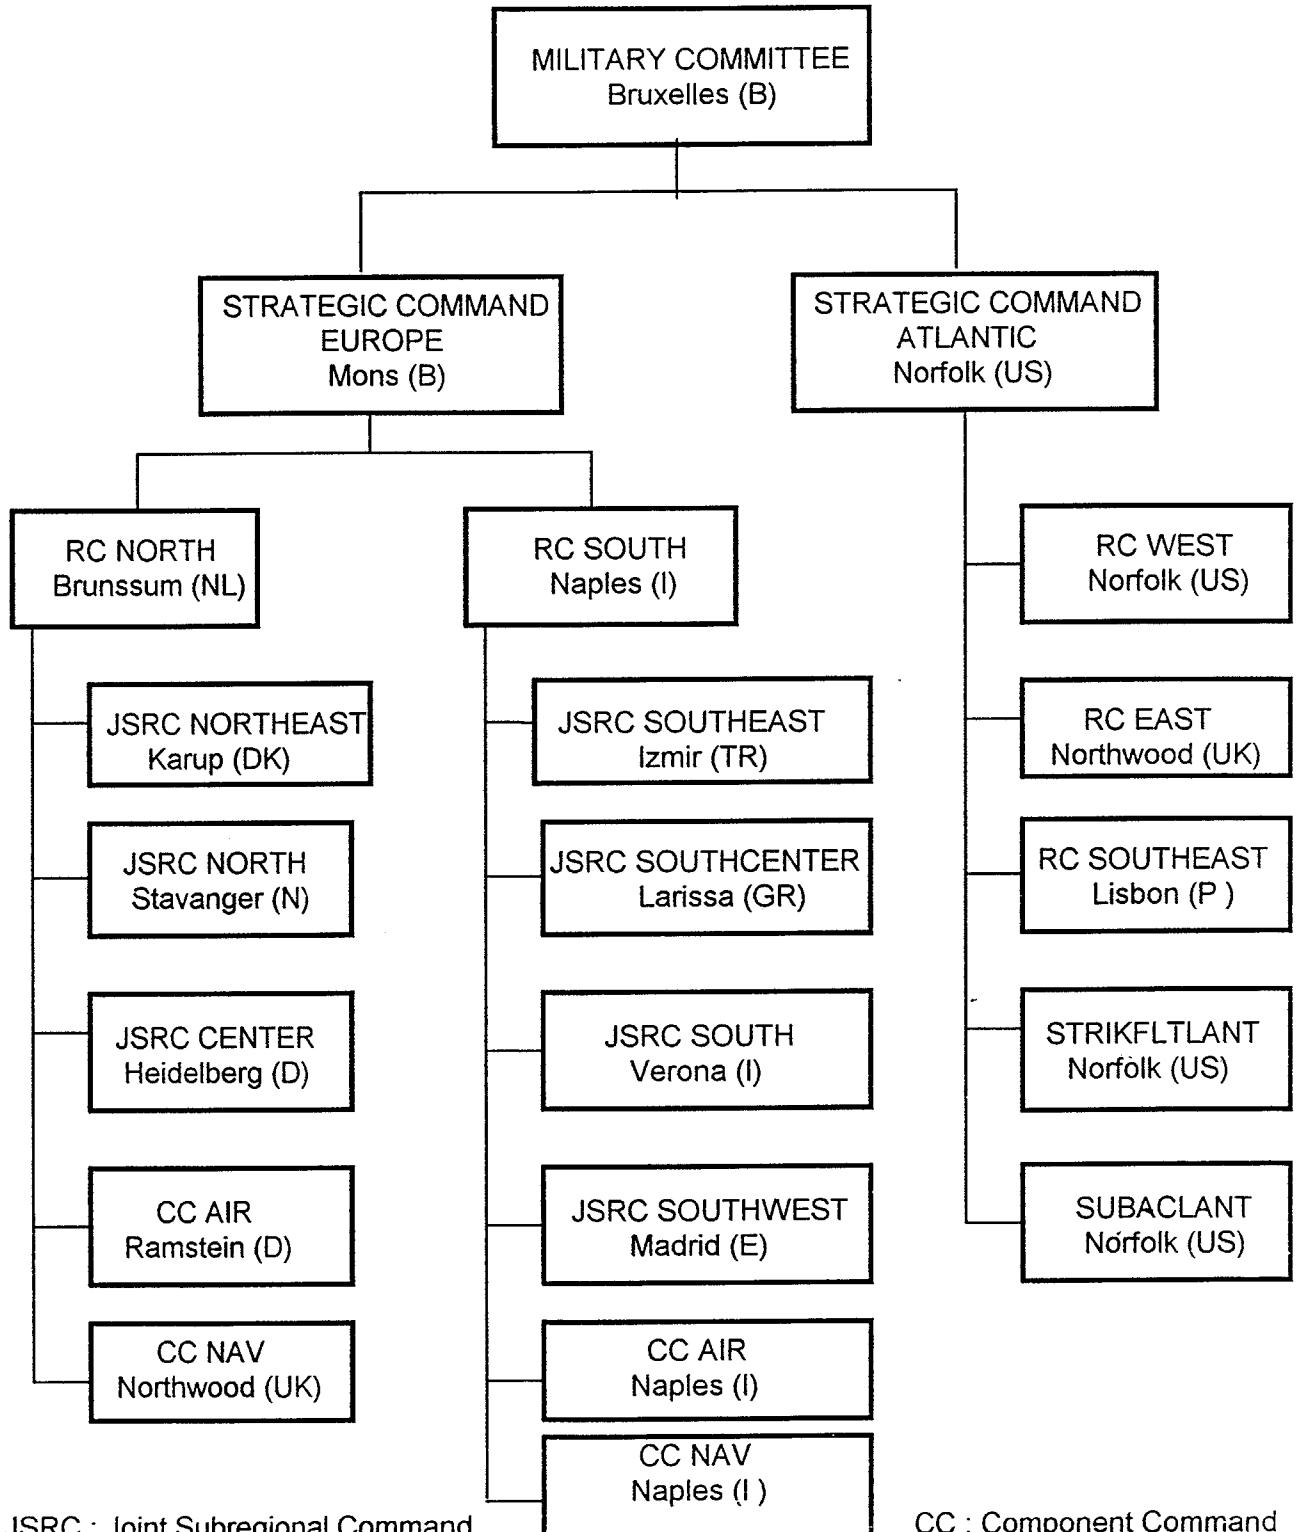 MILITARY COMMITTEE
Bruxelles (B)
STRATEGIC COMMAND
EUROPE
Mons (B)
STRATEGIC COMMAND
ATLANTIC
Norfolk (US)
RC NORTH
Brunssum (NL)
RC SOUTH
Naples (I)
RC WEST
Norfolk (US)
JSRC NORTHEAST
Karup (DK)
JSRC SOUTHEAST
Izmir (TR)
RC EAST
Northwood (UK)
JSRC NORTH
Stavanger (N)
JSRC SOUTHCENTER
Larissa (GR)
RC SOUTHEAST
Lisbon (P )
JSRC CENTER
Heidelberg (D)
JSRC SOUTH
Verona (I)
STRIKFLTLANT
Norfolk (US)
CC AIR
Ramstein (D)
JSRC SOUTHWEST
Madrid (E)
SUBACLANT
Norfolk (US)
CC NAV
Northwood (UK)
CC AIR
Naples (I)
CC NAV
Naples (I )
JSRC : Joint Subregional Command
CC : Component Command